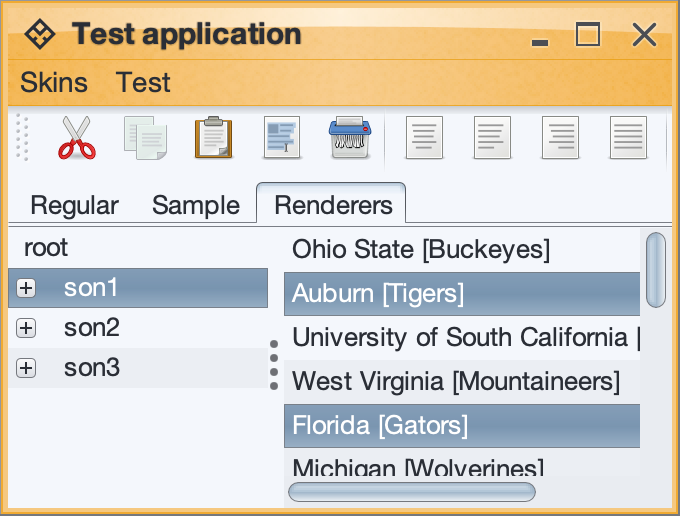 Test application
Skins Test
Regular Sample Renderers
root
son1
son2
son3
Ohio State [Buckeyes]
Auburn [Tigers]
University of South California [
West Virginia [Mountaineers]
Florida [Gators]
Michigan [Wolverines]